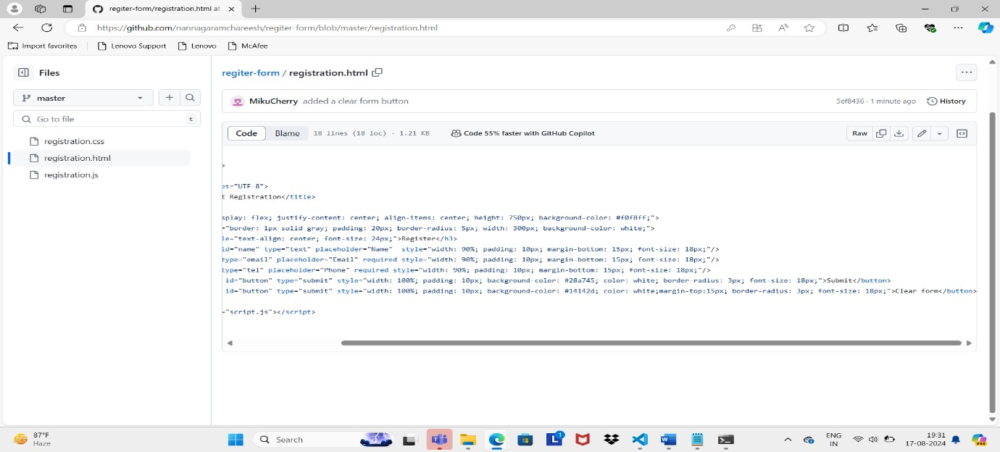 regiter-form/registration.html at
https://github.com/nannagaramchareesh/regiter-form/blob/master/registration.html
Import favorites
Lenovo Support
Lenovo
McAfee
Files
regiter-form / registration.html
master
MikuCherry added a clear form button
5ef8436 · 1 minute ago
History
Go to file
t
Code
Blame
18 lines (18 loc) · 1.21 KB
Code 55% faster with GitHub Copilot
Raw
registration.css
registration.html
registration.js
>
et="UTF-8">
t Registration</title>
splay: flex; justify-content: center; align-items: center; height: 750px; background-color: #f0f8ff;">
="border: 1px solid gray; padding: 20px; border-radius: 5px; width: 300px; background-color: white;">
le="text-align: center; font-size: 24px;">Register</h3>
id="name" type="text" placeholder="Name"  style="width: 90%; padding: 10px; margin-bottom: 15px; font-size: 18px;"/>
type="email" placeholder="Email" required style="width: 90%; padding: 10px; margin-bottom: 15px; font-size: 18px;"/>
type="tel" placeholder="Phone" required style="width: 90%; padding: 10px; margin-bottom: 15px; font-size: 18px;"/>
id="button" type="submit" style="width: 100%; padding: 10px; background-color: #28a745; color: white; border-radius: 3px; font-size: 18px;">Submit</button>
id="button" type="submit" style="width: 100%; padding: 10px; background-color: #14142d; color: white;margin-top:15px; border-radius: 3px; font-size: 18px;">Clear form</button>
="script.js"></script>
87°F
Haze
Search
L
1
W
ENG
IN
19:31
17-08-2024
PRE